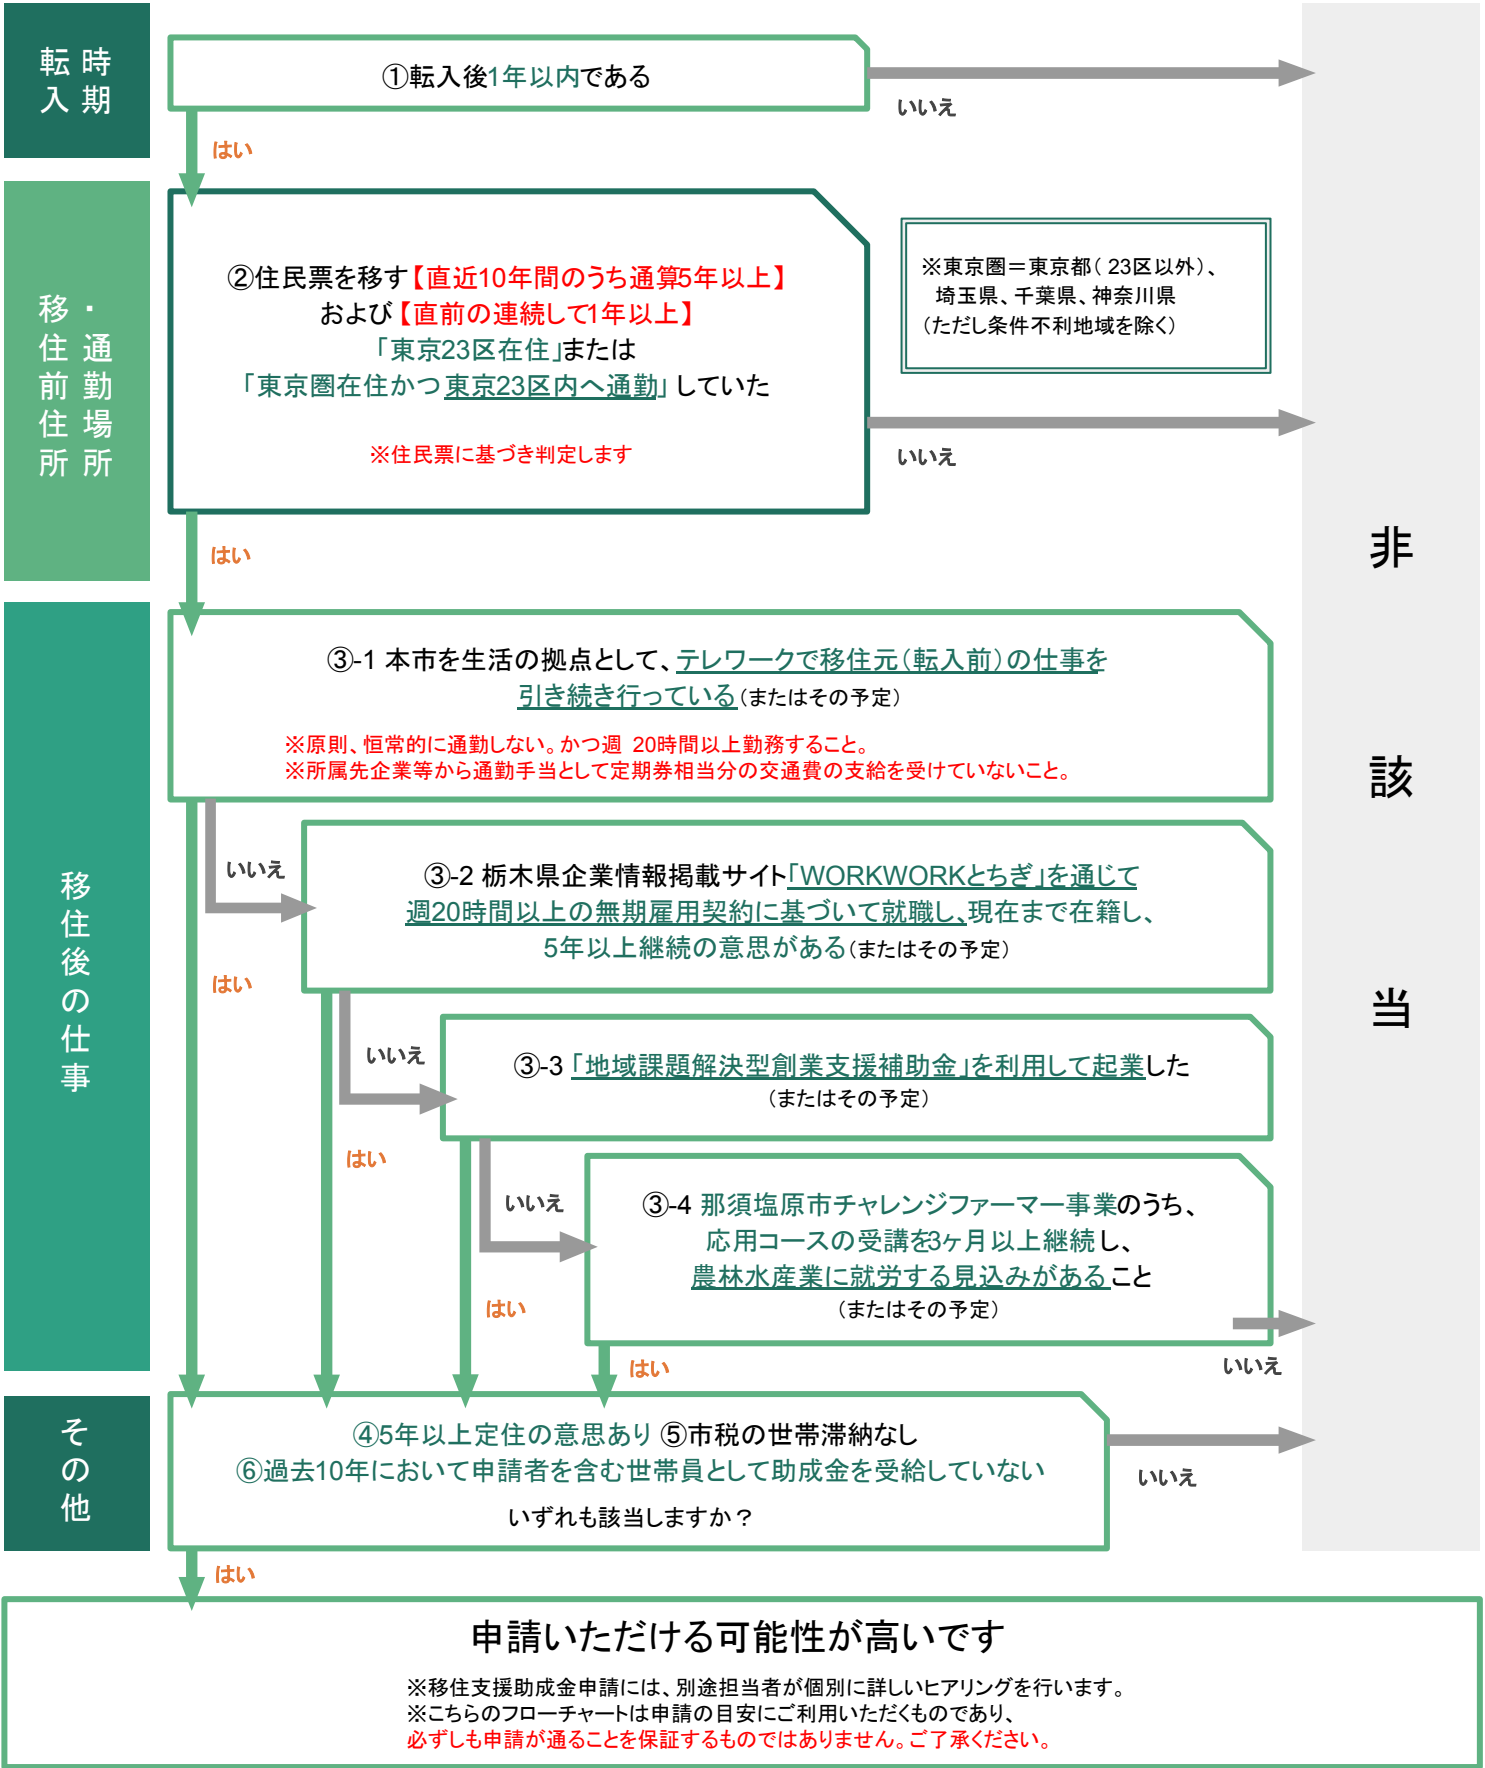 転入時期
①転入後1年以内である
いいえ
はい
移住前住所・通勤場所
②住民票を移す【直近10年間のうち通算5年以上】
および【直前の連続して1年以上】
「東京23区在住」または
「東京圏在住かつ東京23区内へ通勤」していた
※住民票に基づき判定します
※東京圏＝東京都（23区以外）、
埼玉県、千葉県、神奈川県
（ただし条件不利地域を除く）
いいえ
はい
非該当
移住後の仕事
③-1 本市を生活の拠点として、テレワークで移住元（転入前）の仕事を
引き続き行っている（またはその予定）
※原則、恒常的に通勤しない。かつ週 20時間以上勤務すること。
※所属先企業等から通勤手当として定期券相当分の交通費の支給を受けていないこと。
いいえ
はい
③-2 栃木県企業情報掲載サイト「WORKWORKとちぎ」を通じて
週20時間以上の無期雇用契約に基づいて就職し、現在まで在籍し、
5年以上継続の意思がある（またはその予定）
いいえ
はい
③-3 「地域課題解決型創業支援補助金」を利用して起業した
（またはその予定）
いいえ
はい
③-4 那須塩原市チャレンジファーマー事業のうち、
応用コースの受講を3ヶ月以上継続し、
農林水産業に就労する見込みがあること
（またはその予定）
いいえ
はい
その他
④5年以上定住の意思あり ⑤市税の世帯滞納なし
⑥過去10年において申請者を含む世帯員として助成金を受給していない
いずれも該当しますか？
いいえ
はい
申請いただける可能性が高いです
※移住支援助成金申請には、別途担当者が個別に詳しいヒアリングを行います。
※こちらのフローチャートは申請の目安にご利用いただくものであり、
必ずしも申請が通ることを保証するものではありません。ご了承ください。